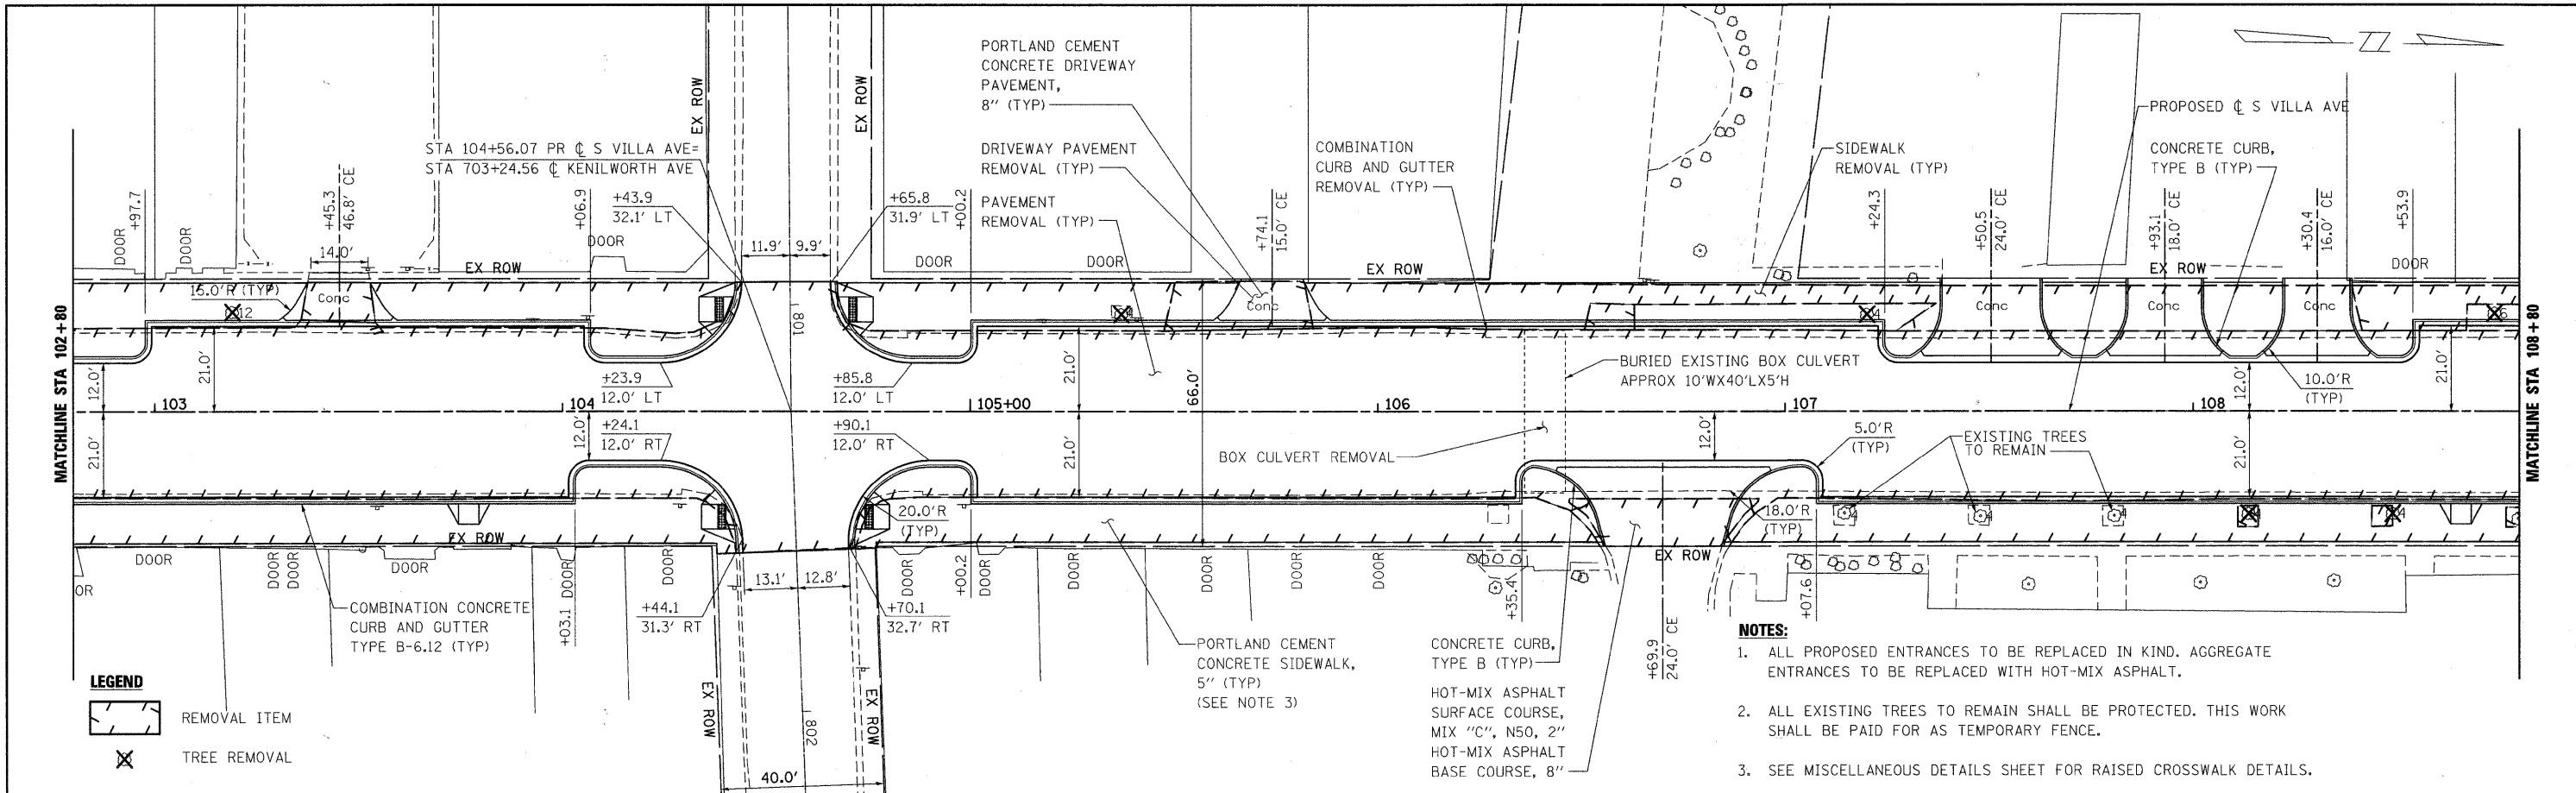 PORTLAND CEMENT
CONCRETE DRIVEWAY
PAVEMENT,
8" (TYP)
DRIVEWAY PAVEMENT
REMOVAL (TYP)
PAVEMENT
REMOVAL (TYP)
COMBINATION
CURB AND GUTTER
REMOVAL (TYP)
SIDEWALK
REMOVAL (TYP)
PROPOSED ℄ S VILLA AVE
CONCRETE CURB,
TYPE B (TYP)
STA 104+56.07 PR ℄ S VILLA AVE=
STA 703+24.56 ℄ KENILWORTH AVE
EX ROW
EX ROW
DOOR
DOOR
+97.7
+45.3
46.8' CE
+06.9
+43.9
32.1' LT
+65.8
31.9' LT
+00.2
+74.1
15.0' CE
+24.3
+50.5
24.0' CE
+93.1
18.0' CE
+30.4
16.0' CE
+53.9
DOOR
14.0'
EX ROW
11.9'
9.9'
DOOR
DOOR
EX ROW
EX ROW
DOOR
15.0'R (TYP)
12
Conc
Conc
4
4
Conc
Conc
Conc
6
801
MATCHLINE STA 102+80
MATCHLINE STA 108+80
12.0'
21.0'
21.0'
66.0'
12.0'
21.0'
+23.9
12.0' LT
+85.8
12.0' LT
BURIED EXISTING BOX CULVERT
APPROX 10'WX40'LX5'H
10.0'R
(TYP)
103
104
105+00
106
107
108
21.0'
12.0'
+24.1
12.0' RT
+90.1
12.0' RT
21.0'
BOX CULVERT REMOVAL
12.0'
5.0'R
(TYP)
EXISTING TREES
TO REMAIN
21.0'
20.0'R
(TYP)
18.0'R
(TYP)
4
4
4
4
4
EX ROW
EX ROW
OR
DOOR
DOOR
DOOR
DOOR
DOOR
DOOR
DOOR
DOOR
DOOR
DOOR
DOOR
DOOR
13.1'
12.8'
+03.1
+44.1
31.3' RT
+70.1
32.7' RT
+00.2
+35.4
+69.9
24.0' CE
+07.6
COMBINATION CONCRETE
CURB AND GUTTER
TYPE B-6.12 (TYP)
PORTLAND CEMENT
CONCRETE SIDEWALK,
5" (TYP)
(SEE NOTE 3)
CONCRETE CURB,
TYPE B (TYP)
HOT-MIX ASPHALT
SURFACE COURSE,
MIX "C", N50, 2"
HOT-MIX ASPHALT
BASE COURSE, 8"
EX ROW
EX ROW
802
40.0'
LEGEND
REMOVAL ITEM
TREE REMOVAL
NOTES:
1. ALL PROPOSED ENTRANCES TO BE REPLACED IN KIND. AGGREGATE
ENTRANCES TO BE REPLACED WITH HOT-MIX ASPHALT.
2. ALL EXISTING TREES TO REMAIN SHALL BE PROTECTED. THIS WORK
SHALL BE PAID FOR AS TEMPORARY FENCE.
3. SEE MISCELLANEOUS DETAILS SHEET FOR RAISED CROSSWALK DETAILS.